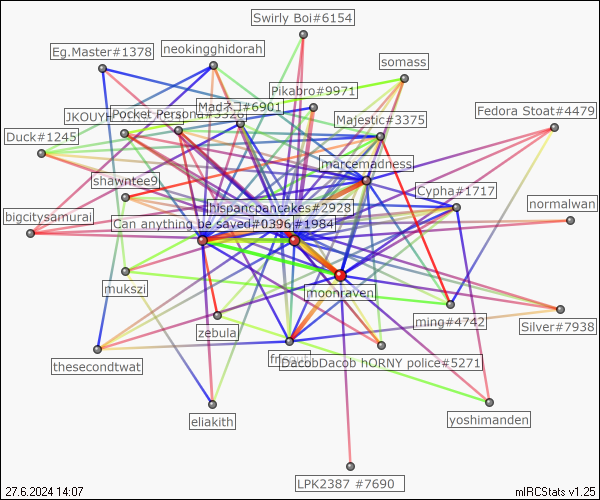 Swirly Boi#6154
Eg.Master#1378
neokingghidorah
somass
Pikabro#9971
Madネコ#6901
Pocket Persona#3320
JKOUYH
Majestic#3375
Fedora Stoat#4479
Duck#1245
marcemadness
shawntee9
Cypha#1717
hispancpancakes#2928
bigcitysamurai
normalwan
Can anything be saved#0396
#1984
mukszi
moonraven
zebula
ming#4742
Silver#7938
thesecondtwat
DacobDacob hORNY police#5271
eliakith
yoshimanden
LPK2387 #7690
27.6.2024 14:07
mIRCStats v1.25